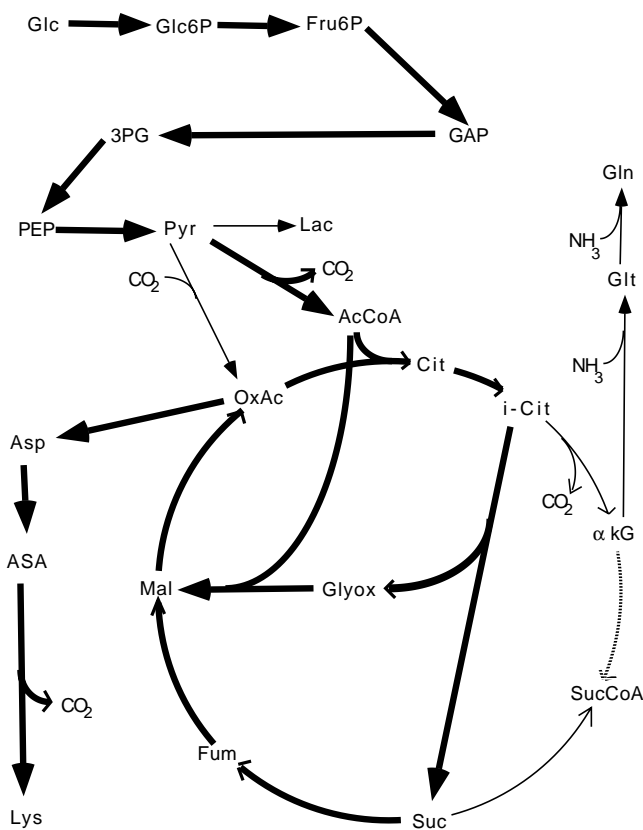 Glc
Glc6P
Fru6P
3PG
GAP
Gln
PEP
Pyr
Lac
NH3
CO2
CO2
Glt
AcCoA
Cit
NH3
OxAc
i-Cit
Asp
CO2
α kG
ASA
Mal
Glyox
SucCoA
CO2
Fum
Lys
Suc